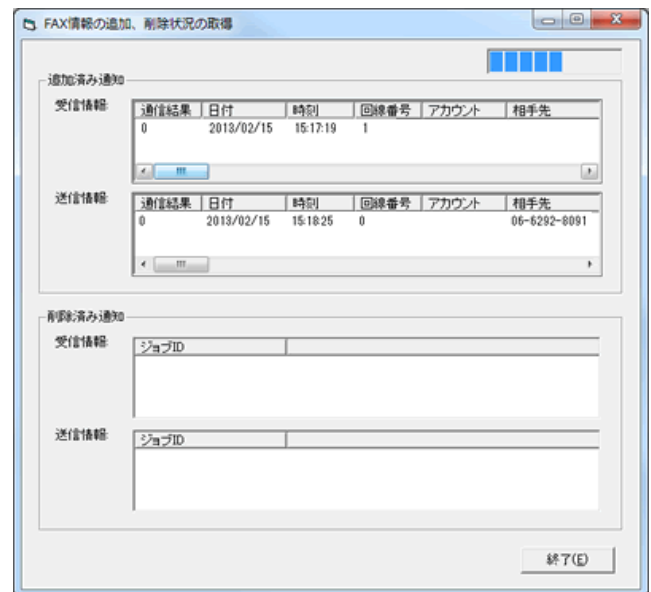 FAX情報の追加、削除状況の取得
追加済み通知
受信情報:
通信結果 日付 時刻 回線番号 アカウント 相手先
0 2013/02/15 15:17:19 1
送信情報:
通信結果 日付 時刻 回線番号 アカウント 相手先
0 2013/02/15 15:18:25 0 06-6292-8091
削除済み通知
受信情報:
ジョブID
送信情報:
ジョブID
終了(E)